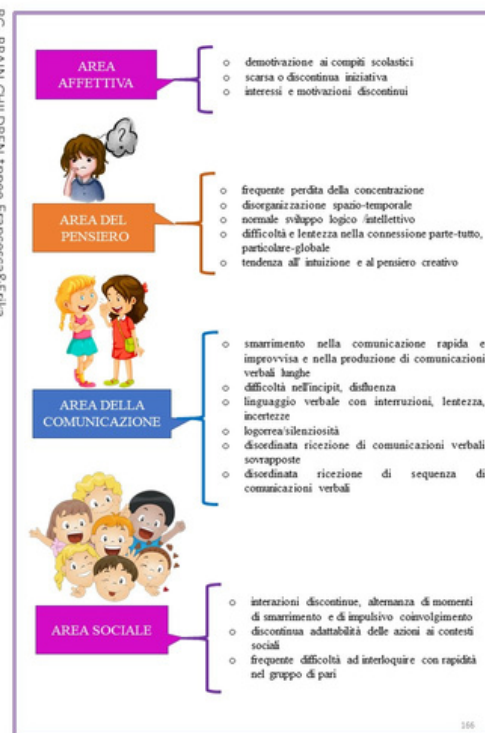 PC_BRAIN CHILDREN
Francesca&Erika
AREA
AFFETTIVA
o demotivazione ai compiti scolastici
o scarsa o discontinua iniziativa
o interessi e motivazioni discontinui
?
AREA DEL
PENSIERO
o frequente perdita della concentrazione
o disorganizzazione spazio-temporale
o normale sviluppo logico /intellettivo
o difficoltà e lentezza nella connessione parte-tutto,
particolare-globale
o tendenza all' intuizione e al pensiero creativo
AREA DELLA
COMUNICAZIONE
o smarrimento nella comunicazione rapida e
improvvisa e nella produzione di comunicazioni
verbali lunghe
o difficoltà nell'incipit, disfluenza
o linguaggio verbale con interruzioni, lentezza,
incertezze
o logorrea/silenziosità
o disordinata ricezione di comunicazioni verbali
sovrapposte
o disordinata ricezione di sequenza di
comunicazioni verbali
AREA SOCIALE
o interazioni discontinue, alternanza di momenti
di smarrimento e di impulsivo coinvolgimento
o discontinua adattabilità delle azioni ai contesti
sociali
o frequente difficoltà ad interloquire con rapidità
nel gruppo di pari
166